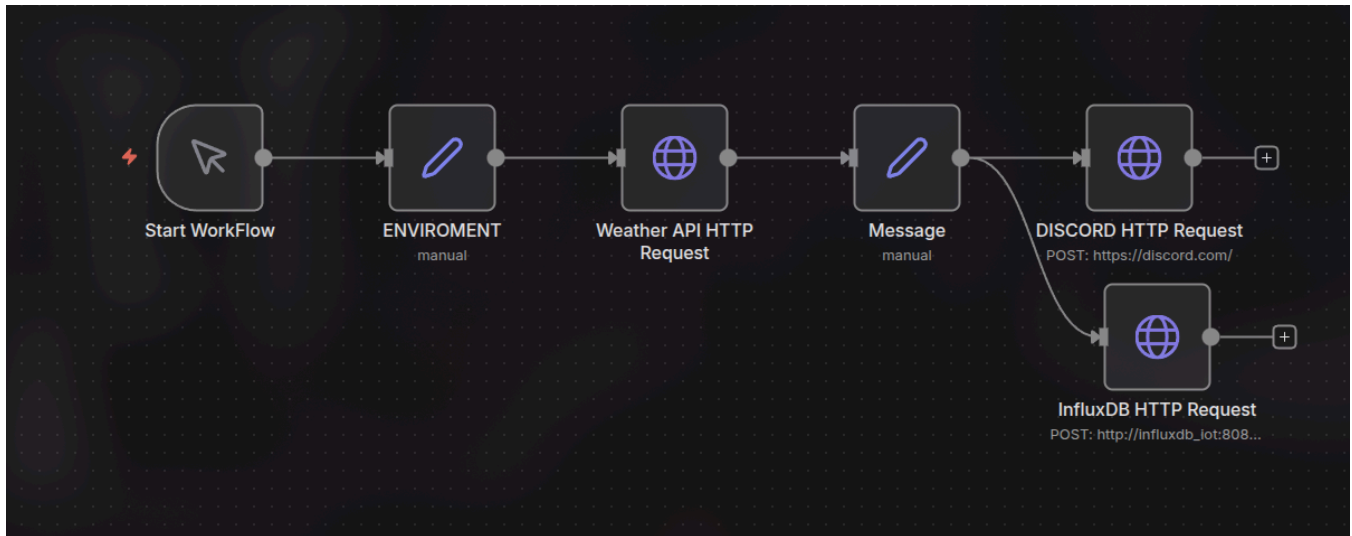 Start WorkFlow
ENVIROMENT
manual
Weather API HTTP
Request
Message
manual
DISCORD HTTP Request
POST: https://discord.com/
InfluxDB HTTP Request
POST: http://influxdb_iot:808...